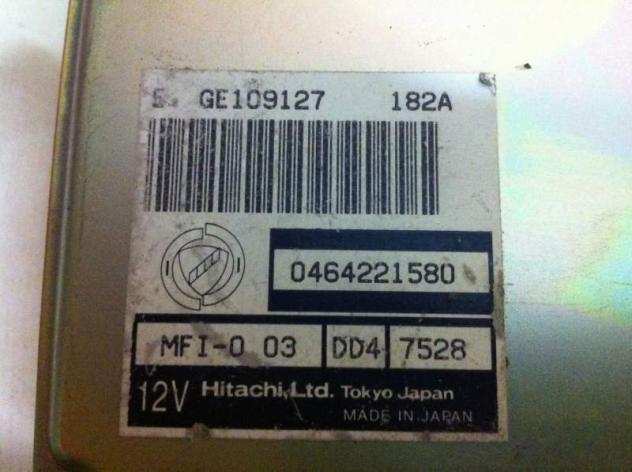 GE109127 182A
0464221580
MFI-0 03 DD4 7528
12V Hitachi, Ltd. Tokyo Japan
MADE IN JAPAN